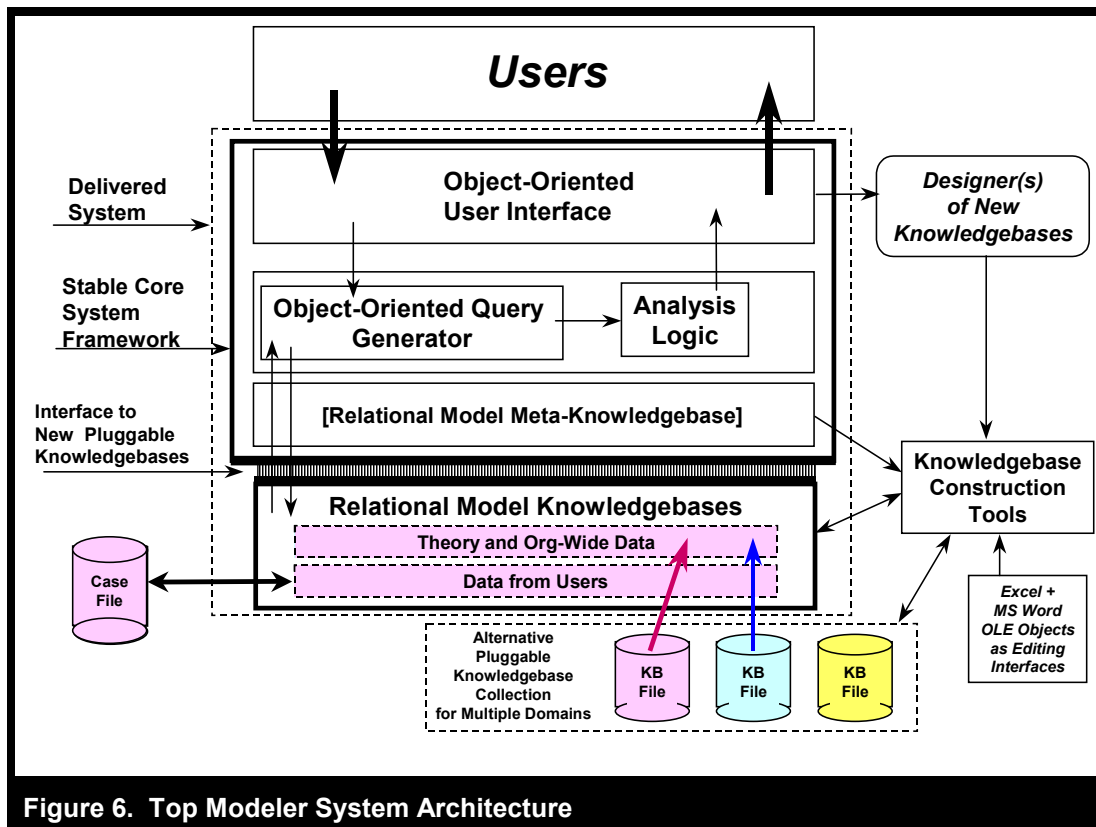 Users
Delivered
System
Object-Oriented
User Interface
Designer(s)
of New
Knowledgebases
Stable Core
System
Framework
Object-Oriented Query
Generator
Analysis
Logic
[Relational Model Meta-Knowledgebase]
Interface to
New Pluggable
Knowledgebases
Knowledgebase
Construction
Tools
Relational Model Knowledgebases
Theory and Org-Wide Data
Data from Users
Case
File
Excel +
MS Word
OLE Objects
as Editing
Interfaces
Alternative
Pluggable
Knowledgebase
Collection
for Multiple Domains
KB
File
KB
File
KB
File
Figure 6. Top Modeler System Architecture